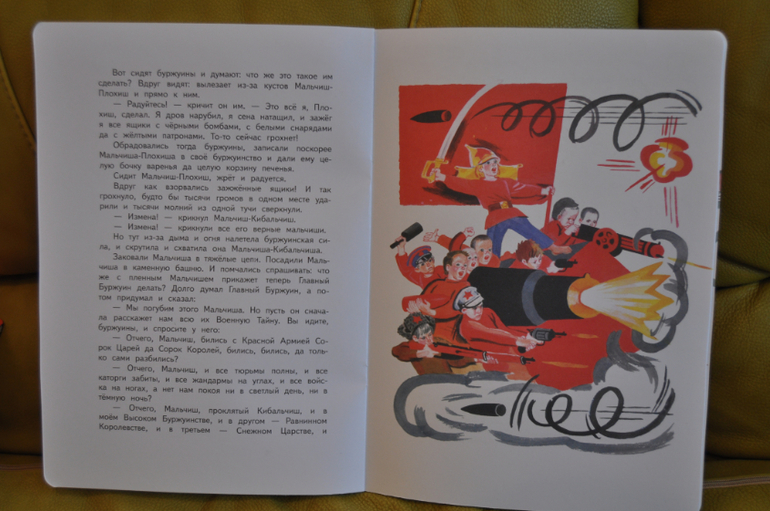 Вот сидят буржуины и думают: что же это такое им
сделать? Вдруг видят: вылезает из-за кустов Мальчиш-
Плохиш и прямо к ним.
— Радуйтесь! — кричит он им. — Это всё я, Пло-
хиш, сделал. Я дров нарубил, я сена натащил, и зажёг
я все ящики с чёрными бомбами, с белыми снарядами
да с жёлтыми патронами. То-то сейчас грохнет!
Обрадовались тогда буржуины, записали поскорее
Мальчиша-Плохиша в своё буржуинство и дали ему це-
лую бочку варенья да целую корзину печенья.
Сидит Мальчиш-Плохиш, жрёт и радуется.
Вдруг как взорвались зажжённые ящики! И так
грохнуло, будто бы тысячи громов в одном месте уда-
рили и тысячи молний из одной тучи сверкнули.
— Измена! — крикнул Мальчиш-Кибальчиш.
— Измена! — крикнули все его верные мальчиши.
Но тут из-за дыма и огня налетела буржуинская си-
ла, и скрутила и схватила она Мальчиша-Кибальчиша.
Заковали Мальчиша в тяжёлые цепи. Посадили Маль-
чиша в каменную башню. И помчались спрашивать: что
же с пленным Мальчишем прикажет теперь Главный
Буржуин делать? Долго думал Главный Буржуин, а по-
том придумал и сказал:
— Мы погубим этого Мальчиша. Но пусть он снача-
ла расскажет нам всю их Военную Тайну. Вы идите,
буржуины, и спросите у него:
— Отчего, Мальчиш, бились с Красной Армией Со-
рок Царей да Сорок Королей, бились, бились, да толь-
ко сами разбились?
— Отчего, Мальчиш, и все тюрьмы полны, и все
каторги забиты, и все жандармы на углах, и все войс-
ка на ногах, а нет нам покоя ни в светлый день, ни в
тёмную ночь?
— Отчего, Мальчиш, проклятый Кибальчиш, и в
моём Высоком Буржуинстве, и в другом — Равнинном
Королевстве, и в третьем — Снежном Царстве, и